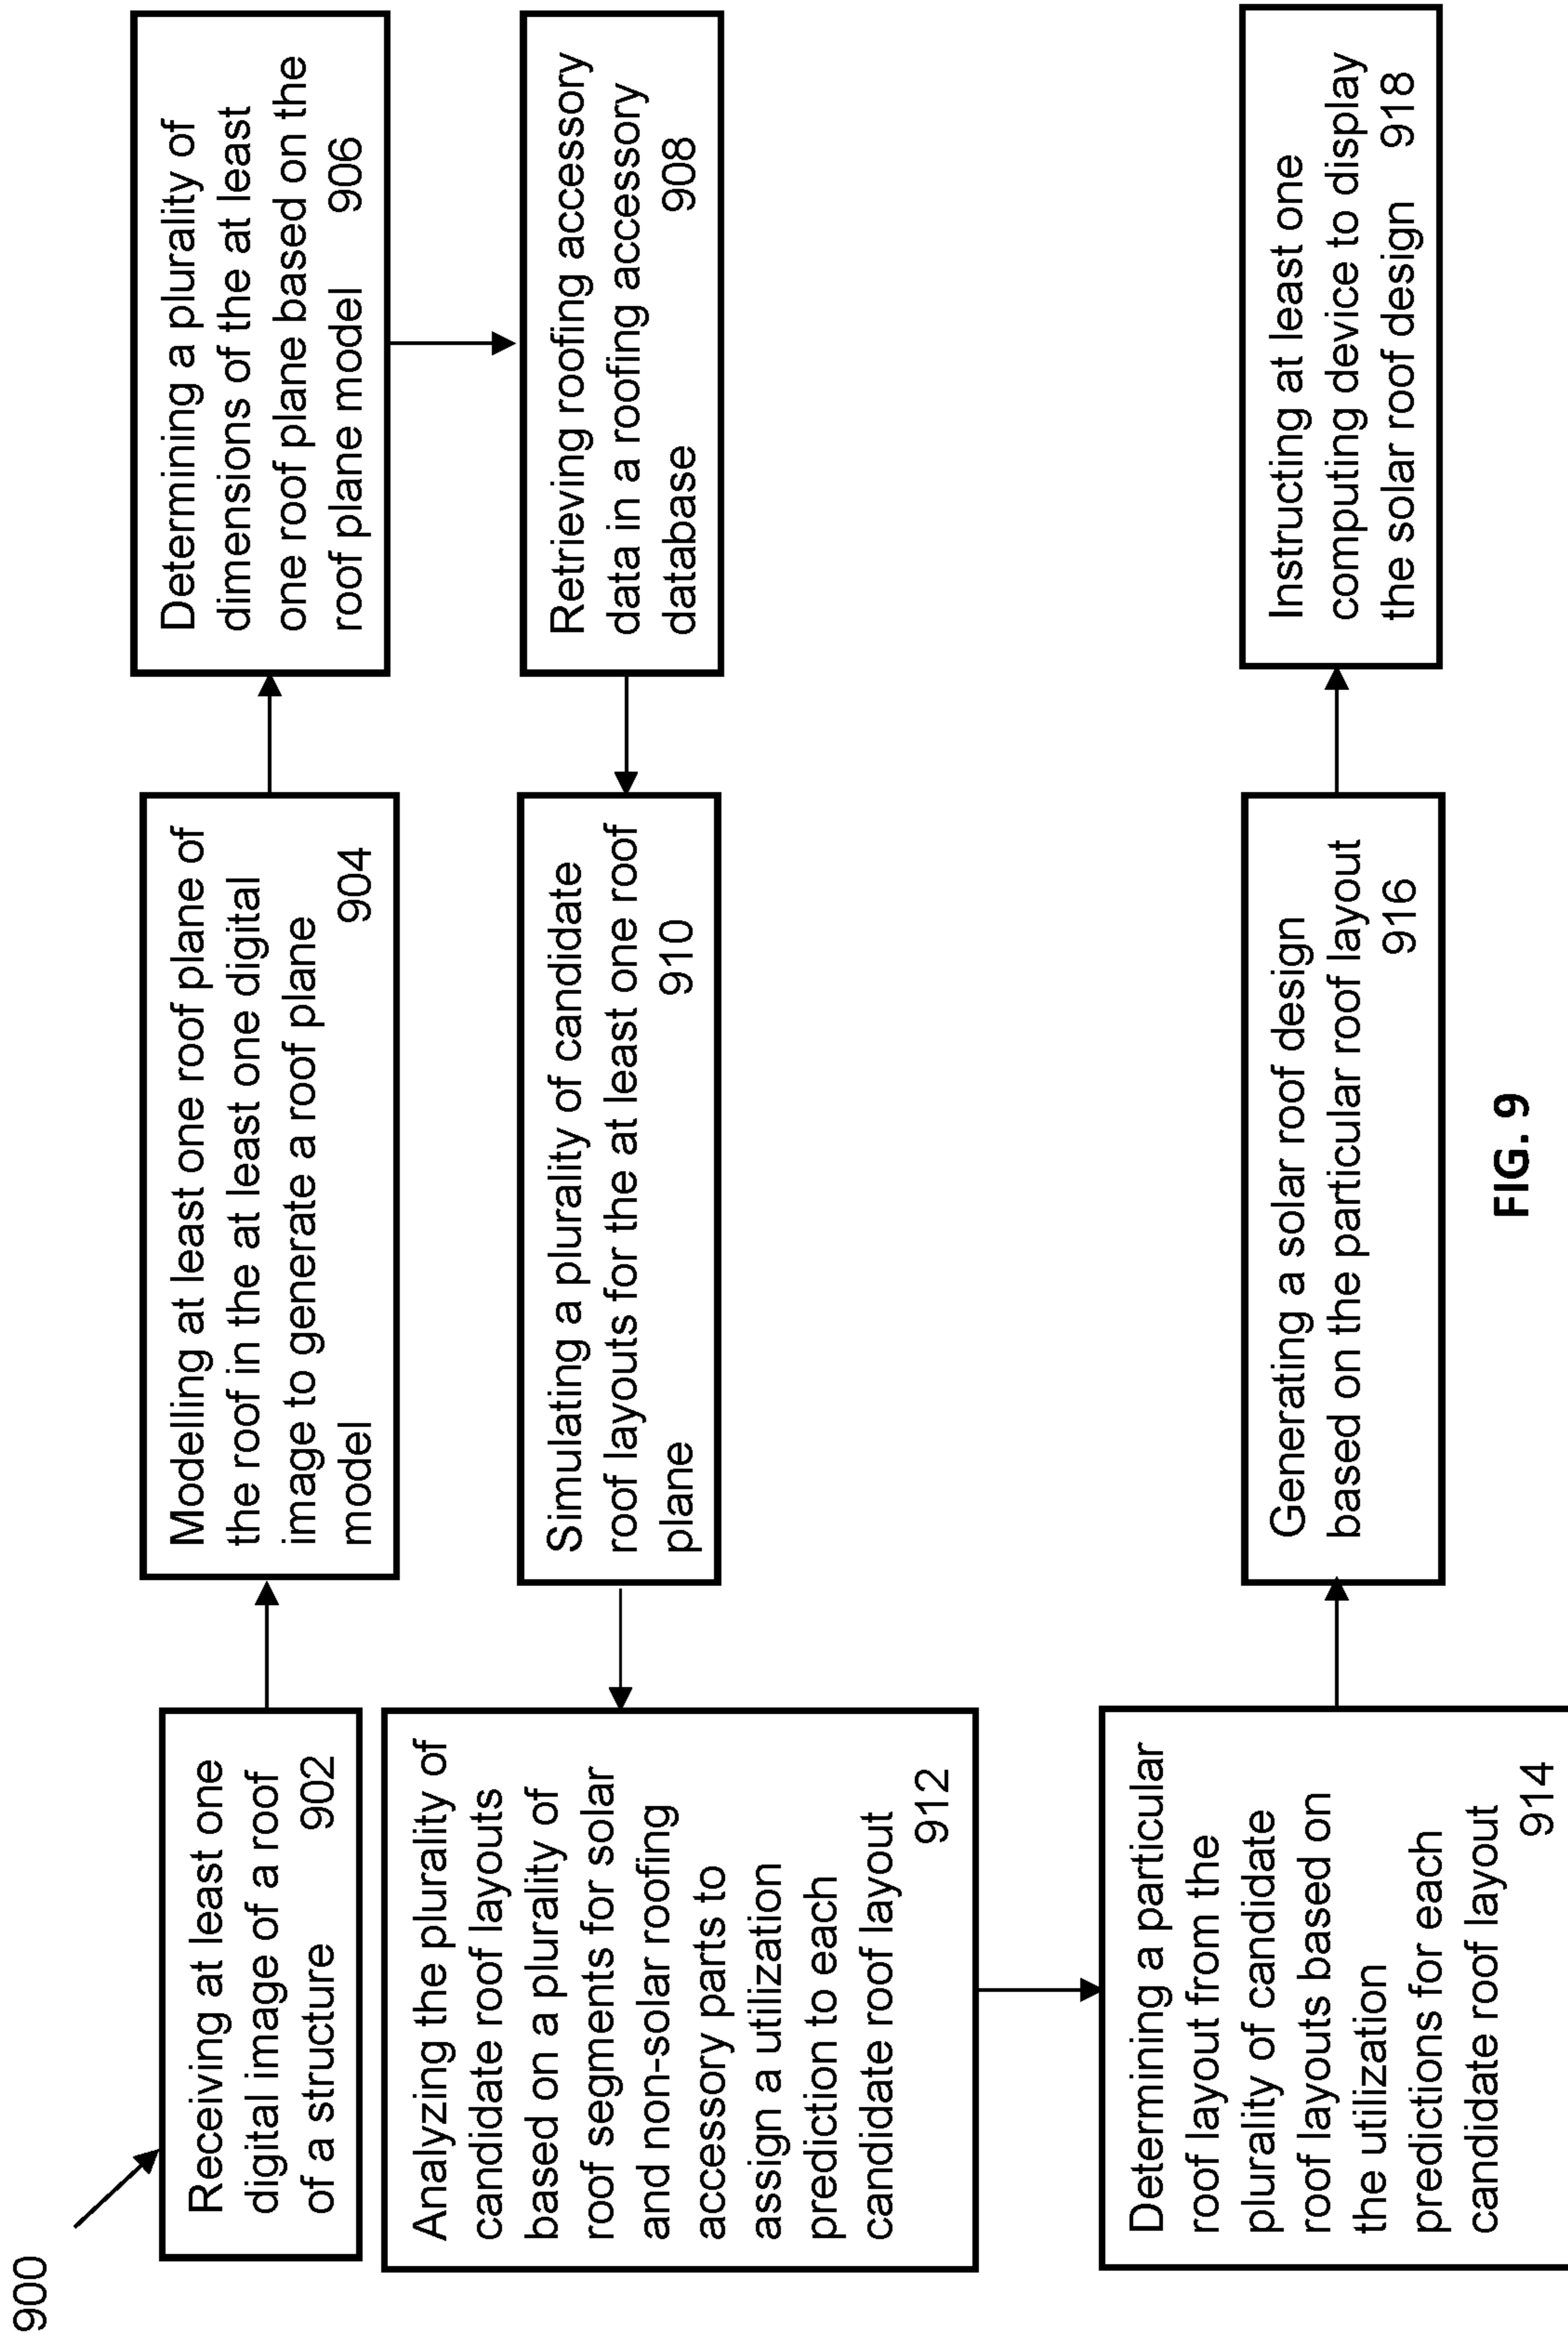 900
Receiving at least one
digital image of a roof
of a structure 902
Modelling at least one roof plane of
the roof in the at least one digital
image to generate a roof plane
model 904
Determining a plurality of
dimensions of the at least
one roof plane based on the
roof plane model 906
Retrieving roofing accessory
data in a roofing accessory
database 908
Simulating a plurality of candidate
roof layouts for the at least one roof
plane 910
Analyzing the plurality of
candidate roof layouts
based on a plurality of
roof segments for solar
and non-solar roofing
accessory parts to
assign a utilization
prediction to each
candidate roof layout
912
Determining a particular
roof layout from the
plurality of candidate
roof layouts based on
the utilization
predictions for each
candidate roof layout
914
Generating a solar roof design
based on the particular roof layout
916
Instructing at least one
computing device to display
the solar roof design 918
FIG. 9